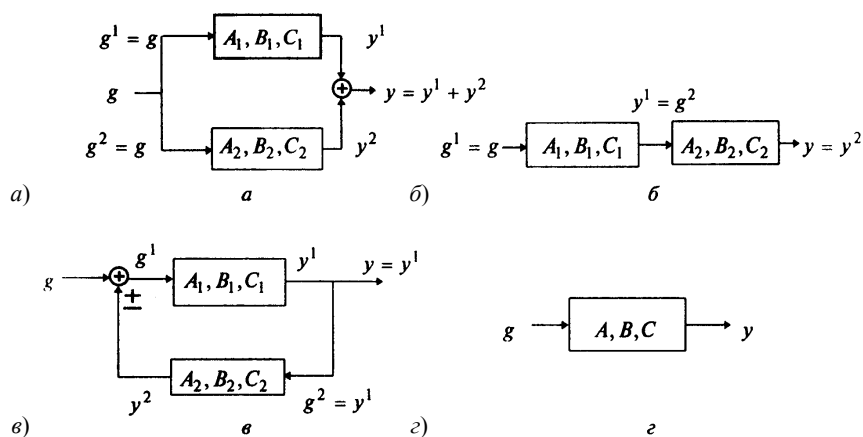 g¹ = g
A₁, B₁, C₁
y¹
g
y = y¹ + y²
g² = g
A₂, B₂, C₂
y²
а)
а
y¹ = g²
g¹ = g
A₁, B₁, C₁
A₂, B₂, C₂
y = y²
б)
б
g
g¹
±
A₁, B₁, C₁
y¹
y = y¹
A₂, B₂, C₂
y²
g² = y¹
в)
в
g
A, B, C
y
г)
г